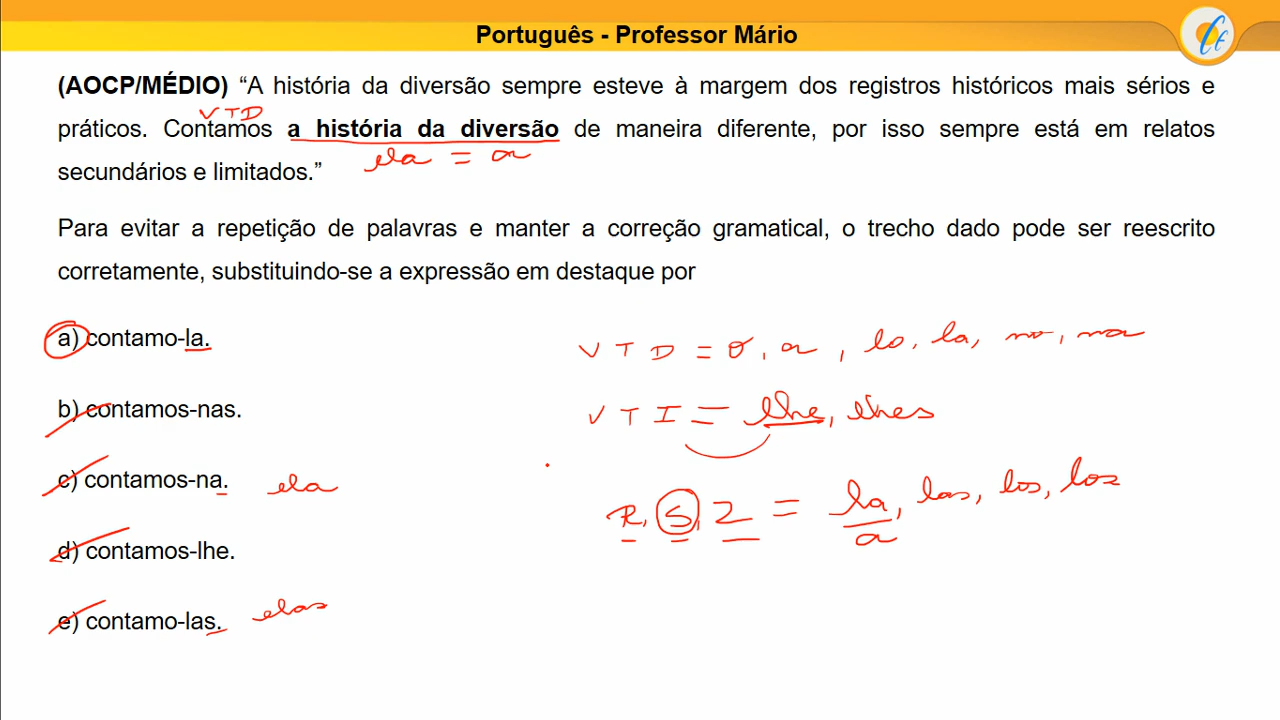 Português - Professor Mário
(AOCP/MÉDIO) “A história da diversão sempre esteve à margem dos registros históricos mais sérios e
VTD
práticos. Contamos a história da diversão de maneira diferente, por isso sempre está em relatos
ela = a
secundários e limitados.”
Para evitar a repetição de palavras e manter a correção gramatical, o trecho dado pode ser reescrito
corretamente, substituindo-se a expressão em destaque por
a) contamo-la.
VTD = o, a, lo, la, no, na
b) contamos-nas.
VTI = lhe, lhes
c) contamos-na. ela
R, S, Z = la, las, los, los
a
d) contamos-lhe.
e) contamo-las. elas